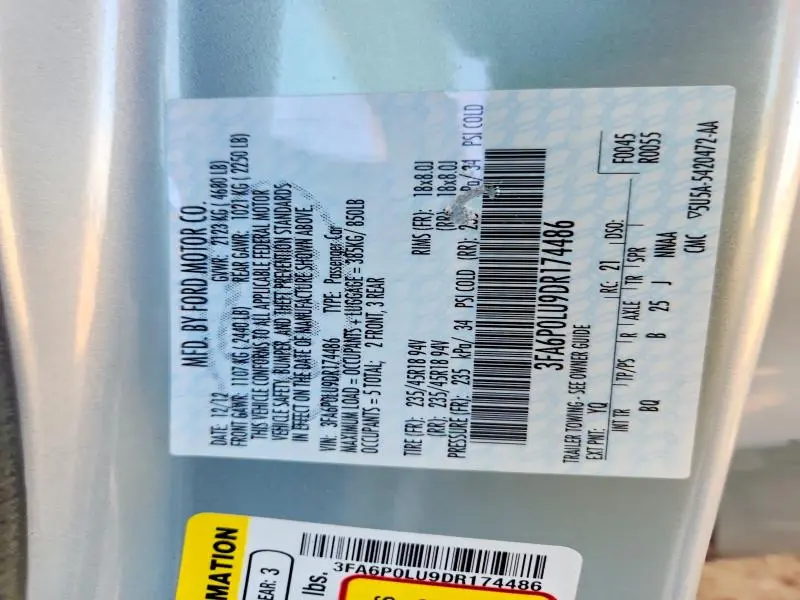 MFD. BY FORD MOTOR CO.
DATE: 12/12 GVWR: 2123 KG ( 4680 LB)
FRONT GAWR: 1107 KG ( 2440 LB) REAR GAWR: 1021 KG ( 2250 LB)
THIS VEHICLE CONFORMS TO ALL APPLICABLE FEDERAL MOTOR
VEHICLE SAFETY, BUMPER, AND THEFT PREVENTION STANDARDS
IN EFFECT ON THE DATE OF MANUFACTURE SHOWN ABOVE.
VIN: 3FA6P0LU9DR174486 TYPE: Passenger Car
MAXIMUM LOAD = OCCUPANTS + LUGGAGE = 385KG/ 850LB
OCCUPANTS = 5 TOTAL; 2 FRONT, 3 REAR
TIRE (FR): 235/45R18 94V RIMS (FR): 18x8.0J
(RR): 235/45R18 94V 18x8.0J
PRESSURE (FR): 235 kPa/ 34 PSI COLD (RR): kPa/ 34 PSI COLD
3FA6P0LU9DR174486
TRAILER TOWING - SEE OWNER GUIDE F0045
EXT PNT: YQ RC: 21 DSO: R0055
INT TR TP/PS R AXLE TR SPR
BQ B 25 J NNAA
CMC 5U5A-5420472-AA
MATION
EAR: 3
lbs.
3FA6P0LU9DR174486